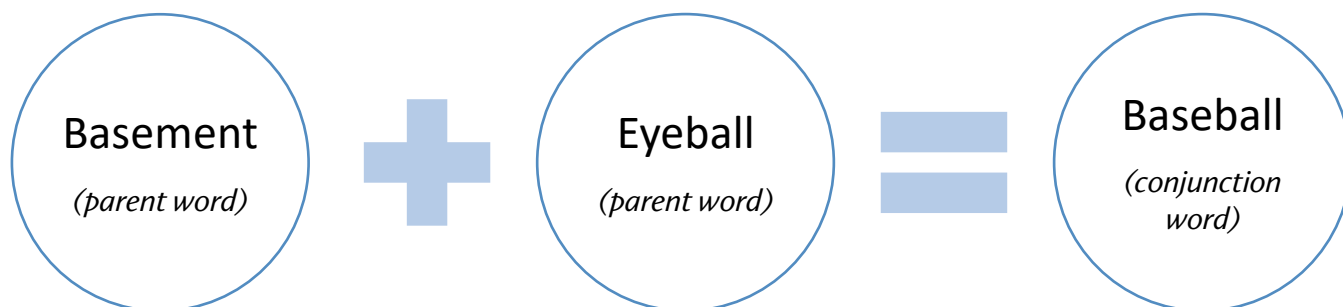 Basement
(parent word)
Eyeball
(parent word)
Baseball
(conjunction
word)